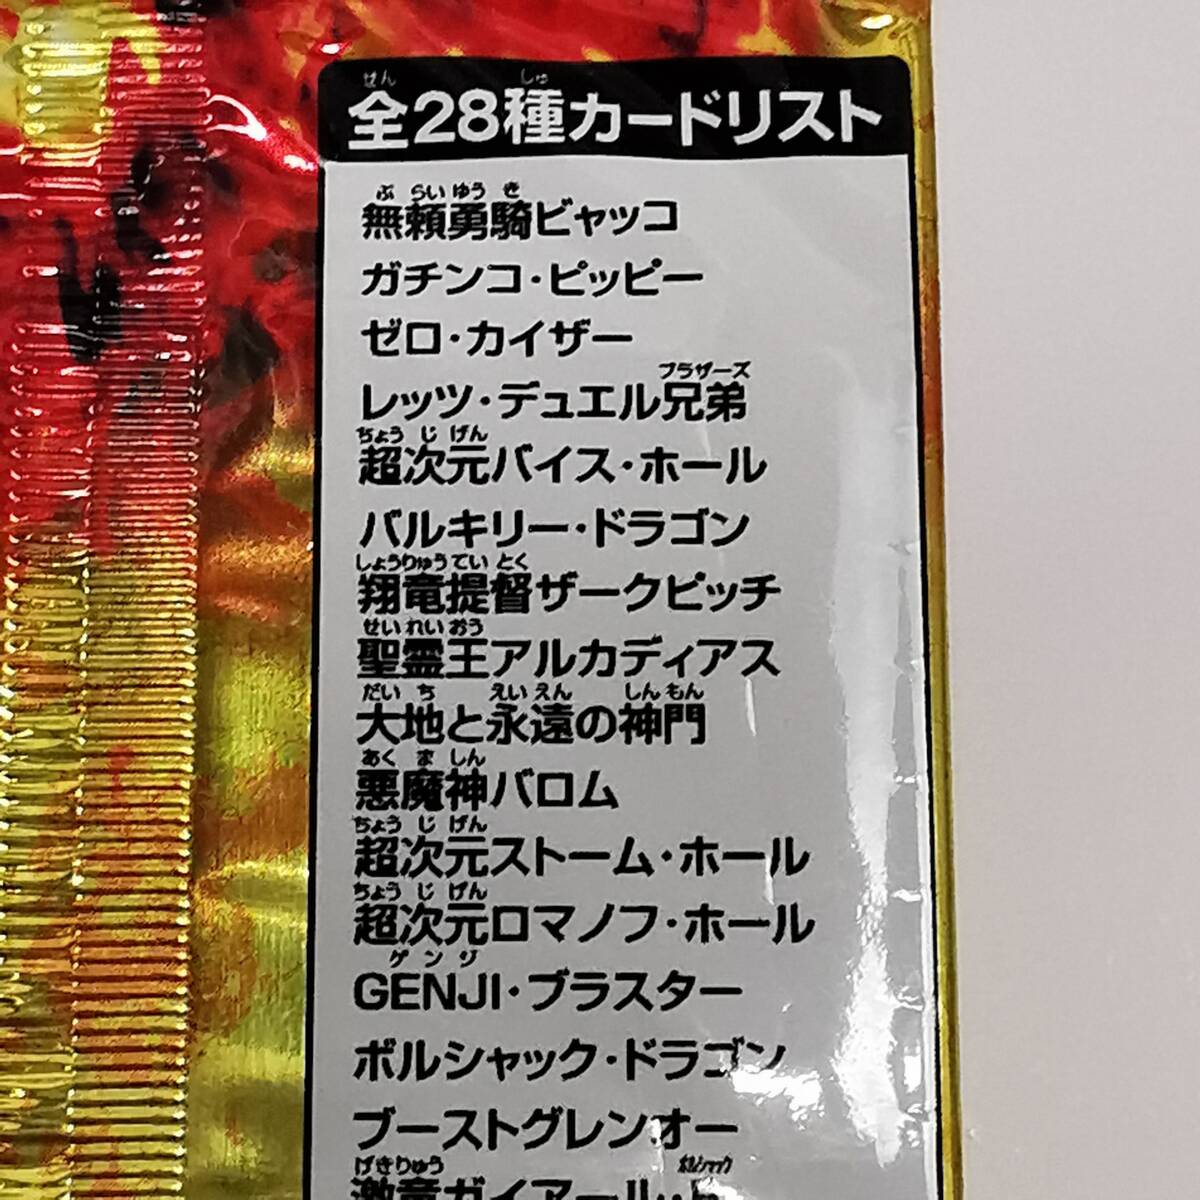 全28種カードリスト
無頼勇騎ビャッコ
ガチンコ・ピッピー
ゼロ・カイザー
レッツ・デュエル兄弟
超次元バイス・ホール
バルキリー・ドラゴン
翔竜提督ザークピッチ
聖霊王アルカディアス
大地と永遠の神門
悪魔神バロム
超次元ストーム・ホール
超次元ロマノフ・ホール
GENJI・ブラスター
ボルシャック・ドラゴン
ブーストグレンオー
激竜ガイアール